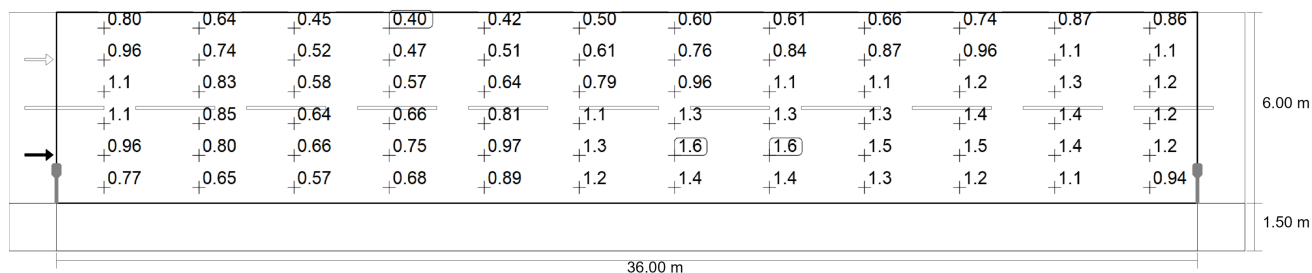 0.80 0.64 0.45 0.40 0.42 0.50 0.60 0.61 0.66 0.74 0.87 0.86
0.96 0.74 0.52 0.47 0.51 0.61 0.76 0.84 0.87 0.96 1.1 1.1
1.1 0.83 0.58 0.57 0.64 0.79 0.96 1.1 1.1 1.2 1.3 1.2
6.00 m
1.1 0.85 0.64 0.66 0.81 1.1 1.3 1.3 1.3 1.4 1.4 1.2
0.96 0.80 0.66 0.75 0.97 1.3 1.6 1.6 1.5 1.5 1.4 1.2
0.77 0.65 0.57 0.68 0.89 1.2 1.4 1.4 1.3 1.2 1.1 0.94
1.50 m
36.00 m